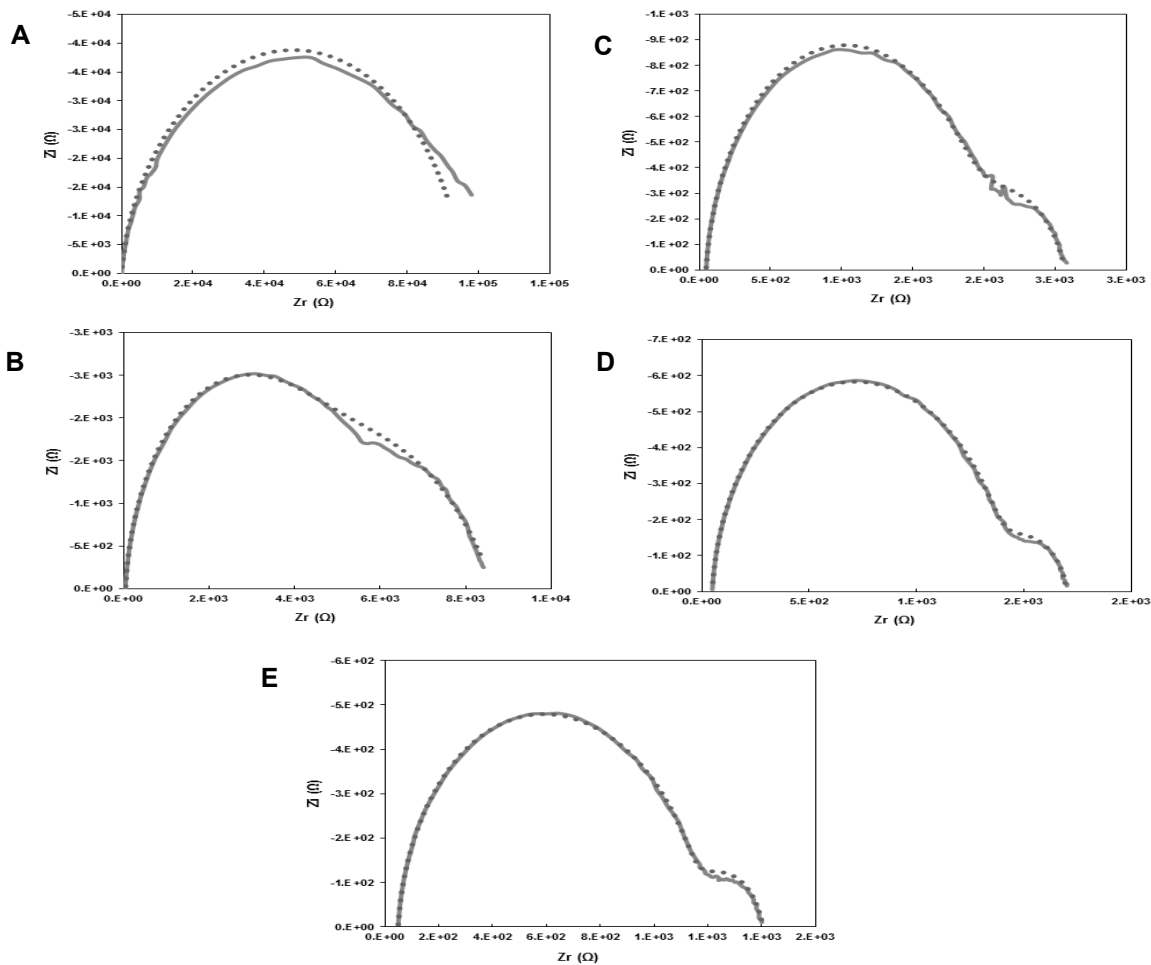 A
-5.E +04
-4.E +04
-4.E +04
-3.E +04
-3.E +04
-2.E +04
-2.E +04
-1.E +04
-5.E +03
0.E+00
Zi (Ω)
0.E+00 2.E+04 4.E+04 6.E+04 8.E+04 1.E+05 1.E+05
Zr (Ω)
C
-1.E +03
-9.E +02
-8.E +02
-7.E +02
-6.E +02
-5.E +02
-4.E +02
-3.E +02
-2.E +02
-1.E +02
0.E+00
Zi (Ω)
0.E+00 5.E+02 1.E+03 2.E+03 2.E+03 3.E+03 3.E+03
Zr (Ω)
B
-3.E +03
-3.E +03
-2.E +03
-2.E +03
-1.E +03
-5.E +02
0.E+00
Zi (Ω)
0.E+00 2.E+03 4.E+03 6.E+03 8.E+03 1.E+04
Zr (Ω)
D
-7.E +02
-6.E +02
-5.E +02
-4.E +02
-3.E +02
-2.E +02
-1.E +02
0.E+00
Zi (Ω)
0.E+00 5.E+02 1.E+03 2.E+03 2.E+03
Zr (Ω)
E
-6.E +02
-5.E +02
-4.E +02
-3.E +02
-2.E +02
-1.E +02
0.E+00
Zi (Ω)
0.E+00 2.E+02 4.E+02 6.E+02 8.E+02 1.E+03 1.E+03 1.E+03 2.E+03
Zr (Ω)